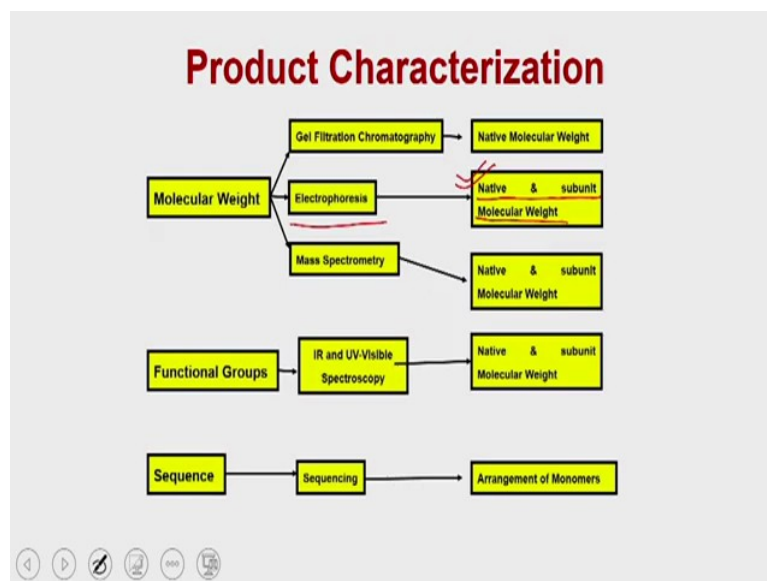 Product Characterization
Gel Filtration Chromatography
Native Molecular Weight
Molecular Weight
Electrophoresis
Native & subunit
Molecular Weight
Mass Spectrometry
Native & subunit
Molecular Weight
Functional Groups
IR and UV-Visible
Spectroscopy
Native & subunit
Molecular Weight
Sequence
Sequencing
Arrangement of Monomers